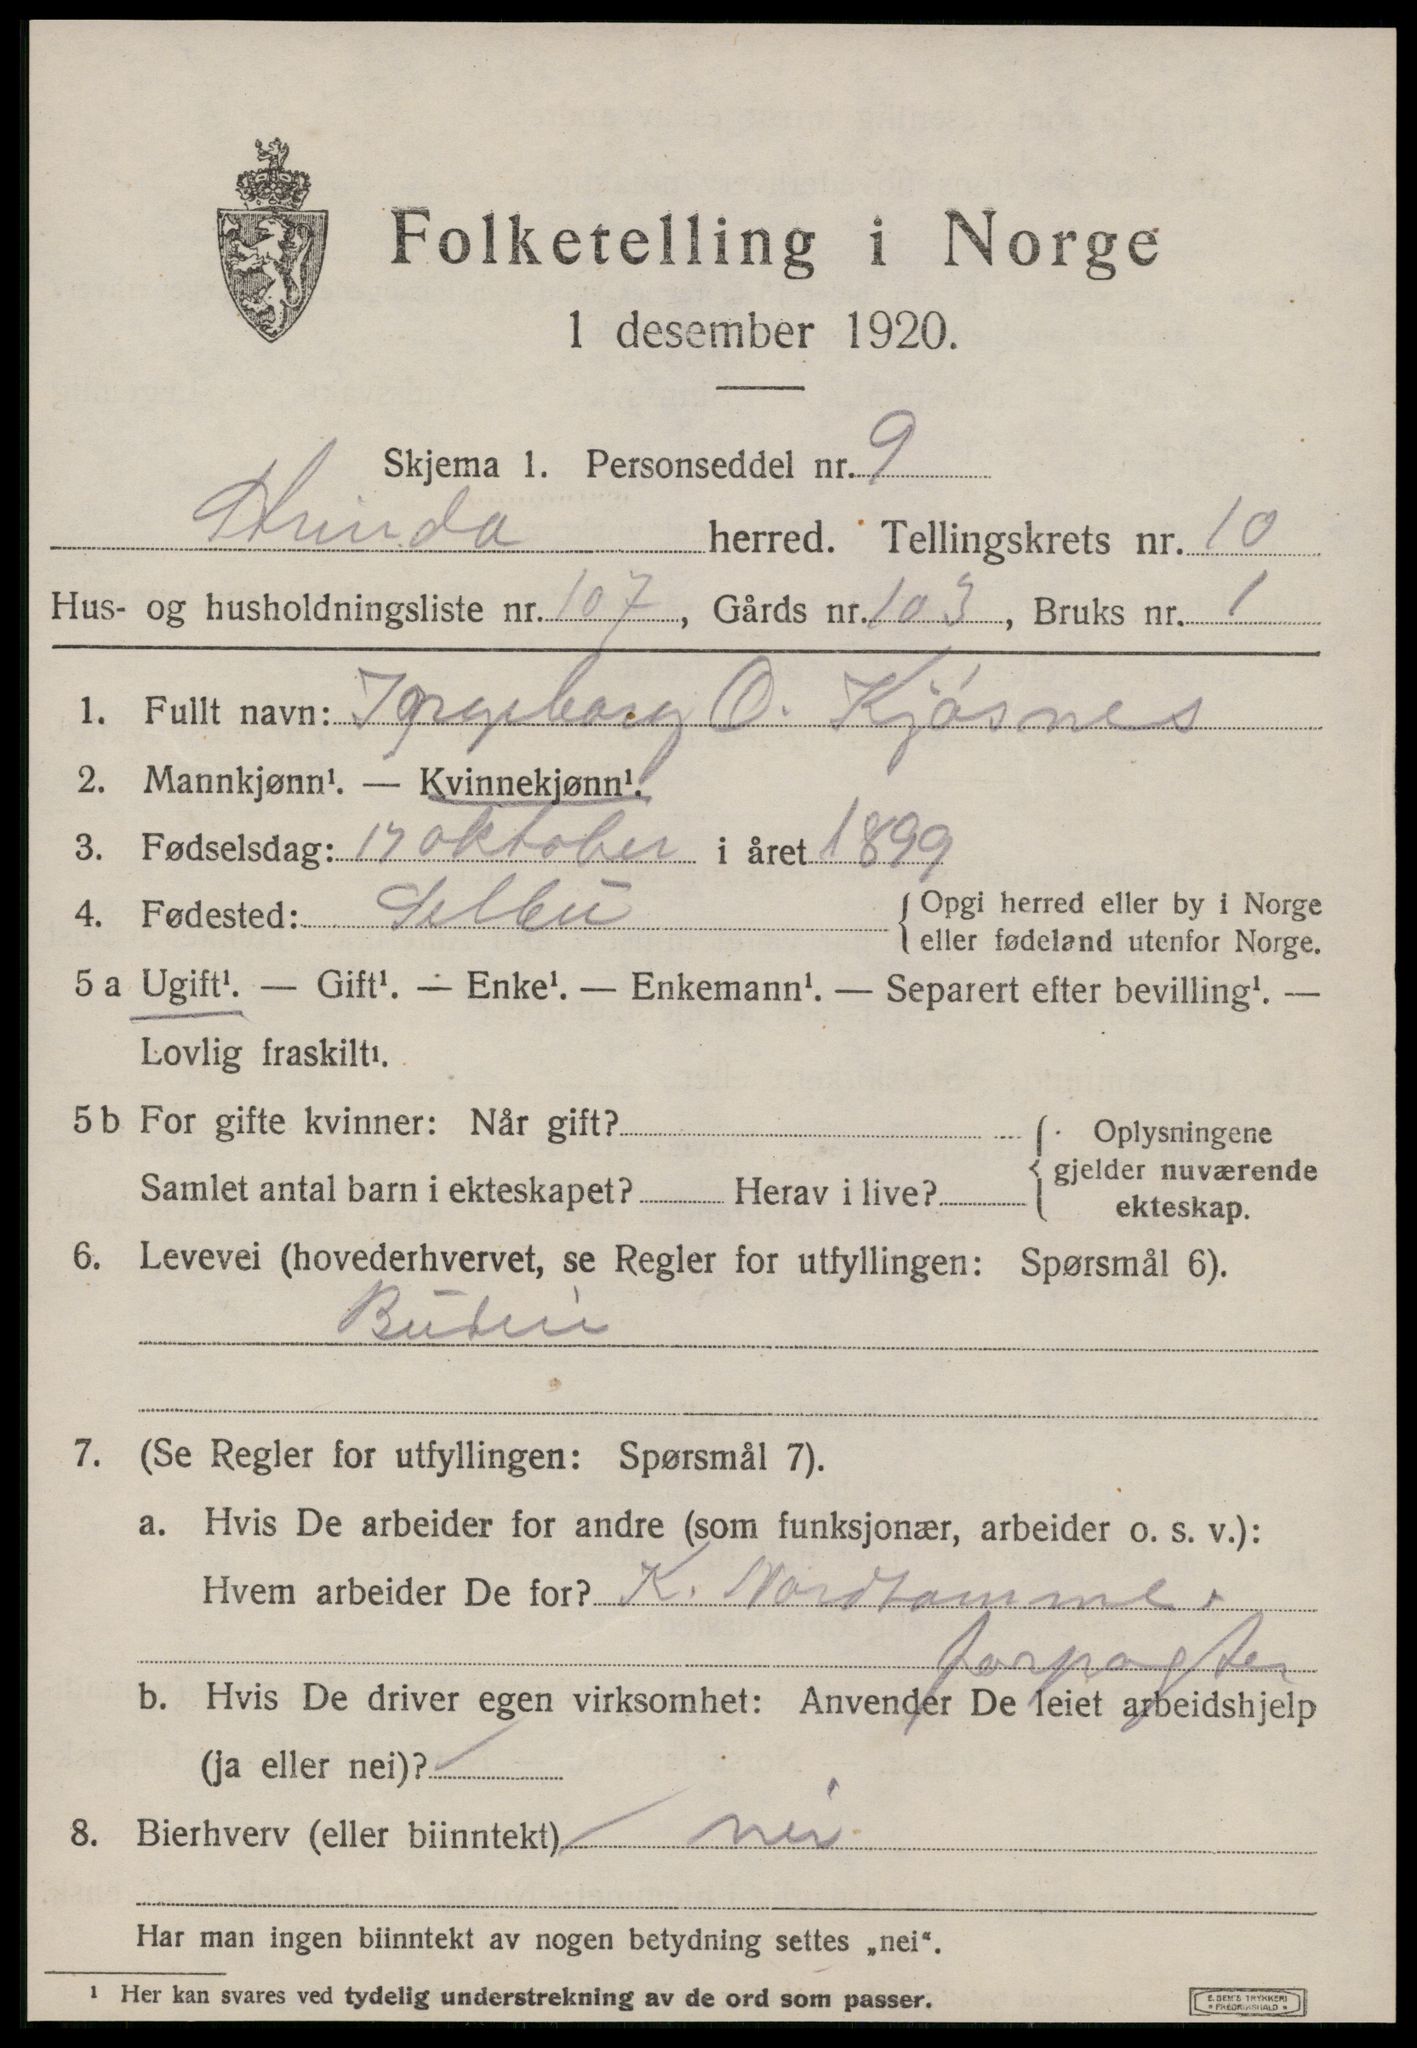 Folketelling i Norge
1 desember 1920.
Skjema 1. Personseddel nr. 9
Strinda herred. Tellingskrets nr. 10
Hus- og husholdningsliste nr. 107, Gårds nr. 103, Bruks nr. 1
1. Fullt navn: Ingeborg O. Kjøsnes
2. Mannkjønn¹. — Kvinnekjønn¹.
3. Fødselsdag: 17 oktober i året 1899
4. Fødested: Selbu { Opgi herred eller by i Norge
eller fødeland utenfor Norge.
5 a Ugift¹. — Gift¹. — Enke¹. — Enkemann¹. — Separert efter bevilling¹. —
Lovlig fraskilt¹.
5 b For gifte kvinner: Når gift? { Oplysningene
gjelder nuværende
Samlet antal barn i ekteskapet? Herav i live?
ekteskap.
6. Levevei (hovederhvervet, se Regler for utfyllingen: Spørsmål 6).
Budeie
7. (Se Regler for utfyllingen: Spørsmål 7).
a. Hvis De arbeider for andre (som funksjonær, arbeider o. s. v.):
Hvem arbeider De for? K. Nordhamme
forpagter
b. Hvis De driver egen virksomhet: Anvender De leiet arbeidshjelp
(ja eller nei)?
8. Bierhverv (eller biinntekt) nei
Har man ingen biinntekt av nogen betydning settes „nei“.
¹ Her kan svares ved tydelig understrekning av de ord som passer.
E. SEM'S TRYKKERI
* FREDRIKSHALD *